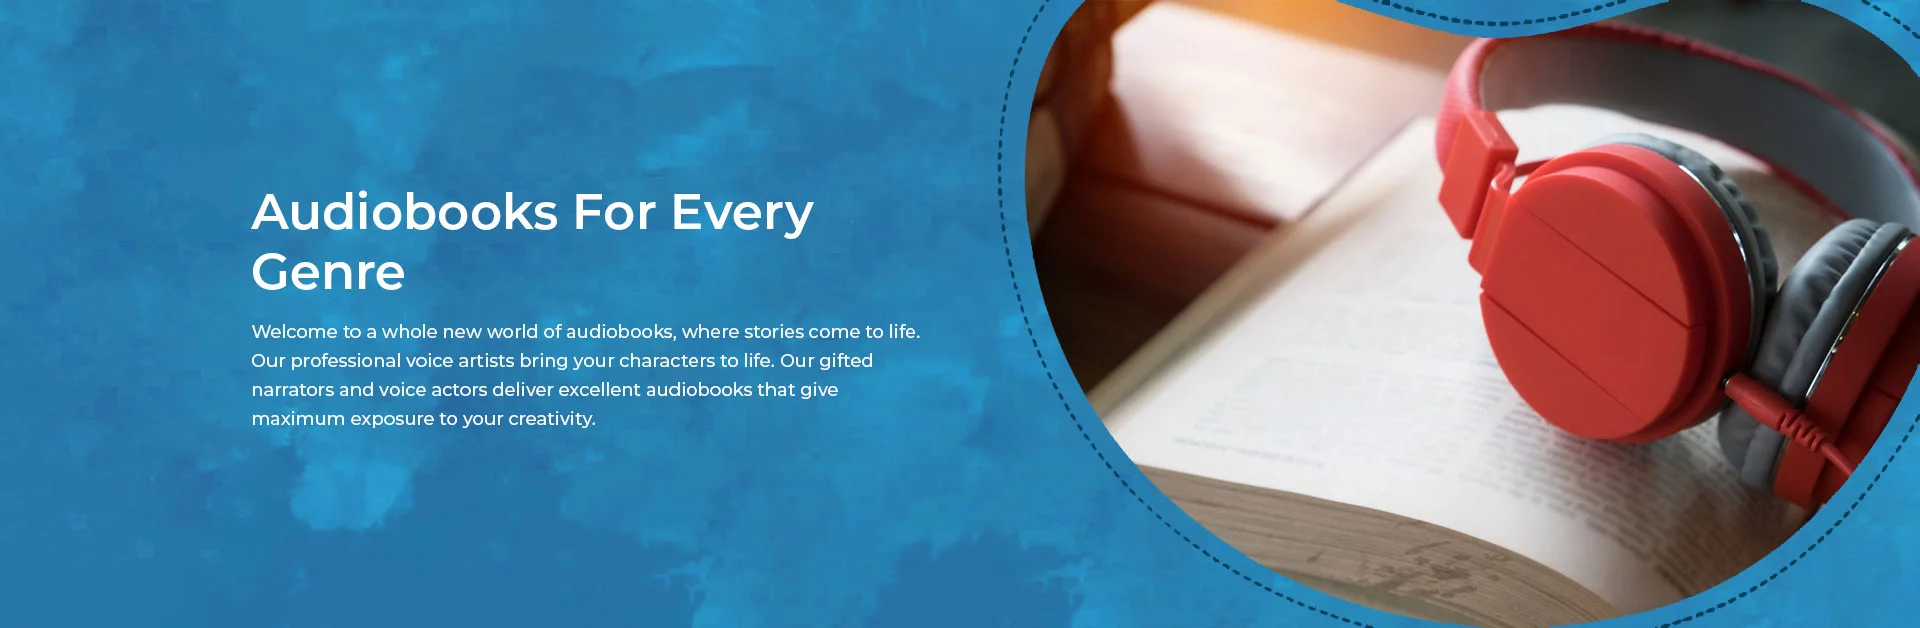 Audiobooks For Every
Genre
Welcome to a whole new world of audiobooks, where stories come to life.
Our professional voice artists bring your characters to life. Our gifted
narrators and voice actors deliver excellent audiobooks that give
maximum exposure to your creativity.